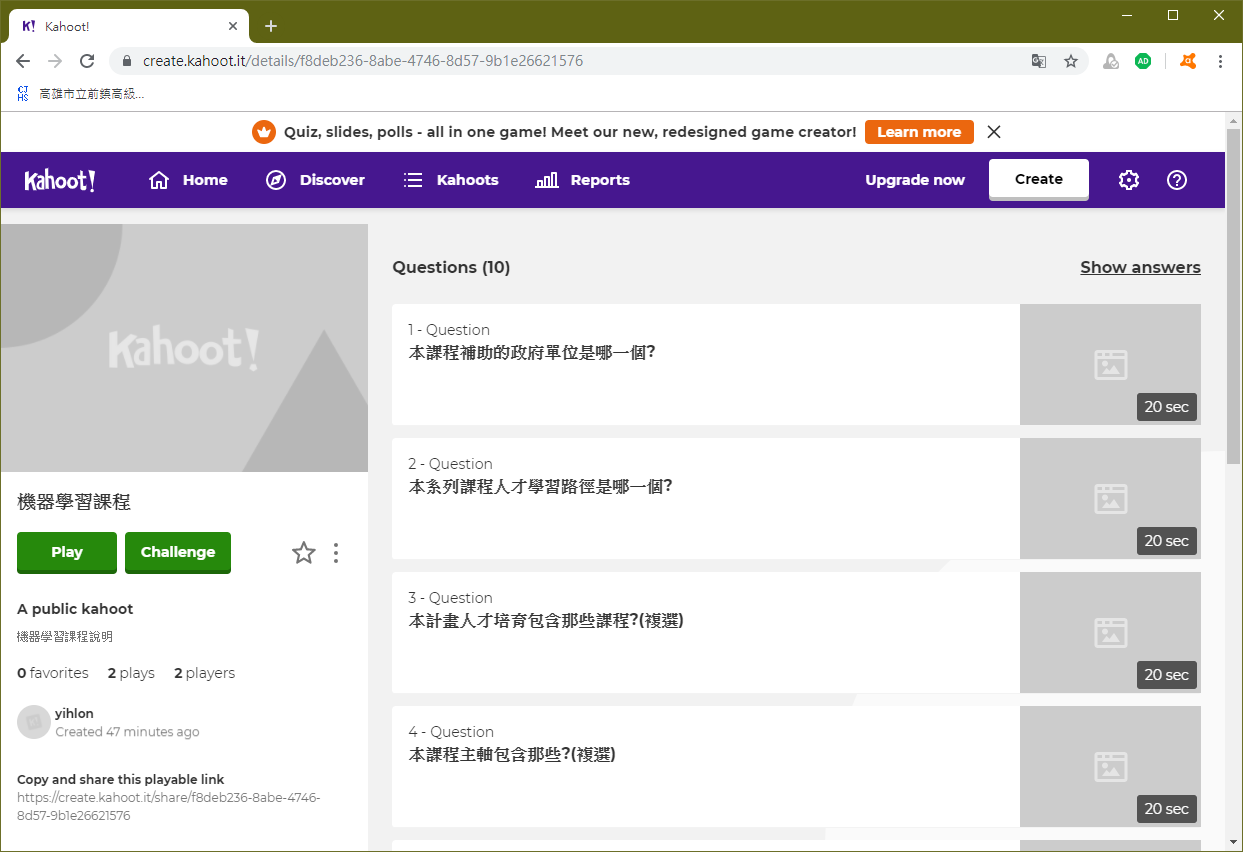 K! Kahoot!
create.kahoot.it/details/f8deb236-8abe-4746-8d57-9b1e26621576
AD
CT HS 高雄市立前鎮高級...
Quiz, slides, polls - all in one game! Meet our new, redesigned game creator! Learn more
Kahoot! Home Discover Kahoots Reports Upgrade now Create
Kahoot!
機器學習課程
Play Challenge
A public kahoot
機器學習課程說明
0 favorites 2 plays 2 players
yihlon
Created 47 minutes ago
Copy and share this playable link
https://create.kahoot.it/share/f8deb236-8abe-4746-
8d57-9b1e26621576
Questions (10) Show answers
1 - Question
本課程補助的政府單位是哪一個?
20 sec
2 - Question
本系列課程人才學習路徑是哪一個?
20 sec
3 - Question
本計畫人才培育包含那些課程?(複選)
20 sec
4 - Question
本課程主軸包含那些?(複選)
20 sec